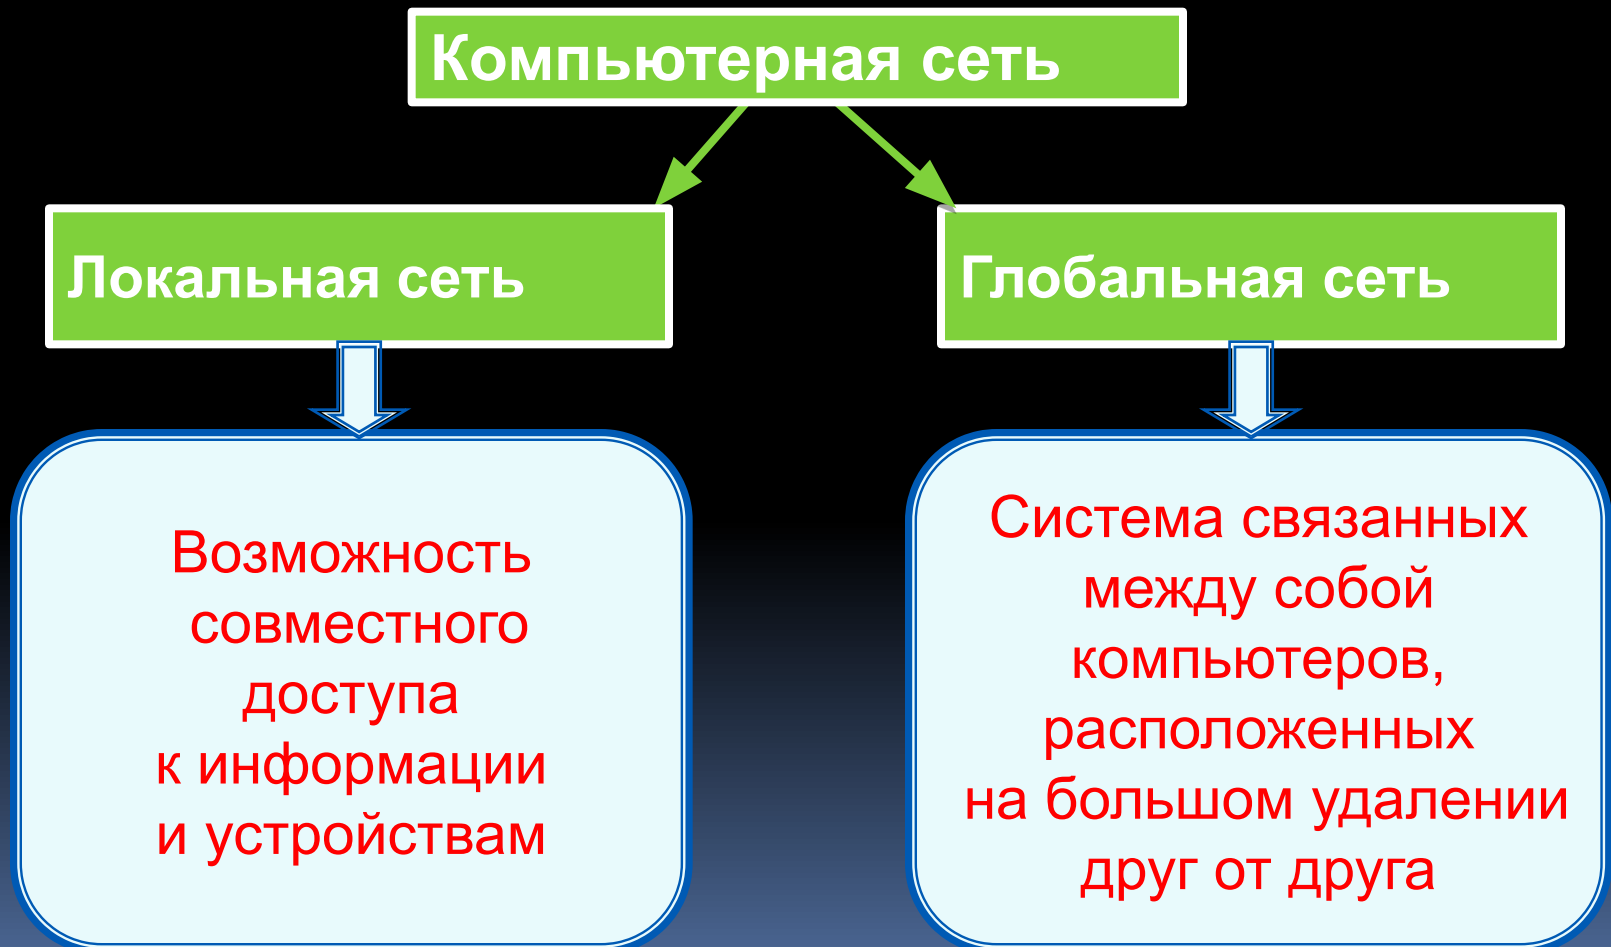 Компьютерная сеть
Локальная сеть
Глобальная сеть
Возможность
совместного
доступа
к информации
и устройствам
Система связанных
между собой
компьютеров,
расположенных
на большом удалении
друг от друга